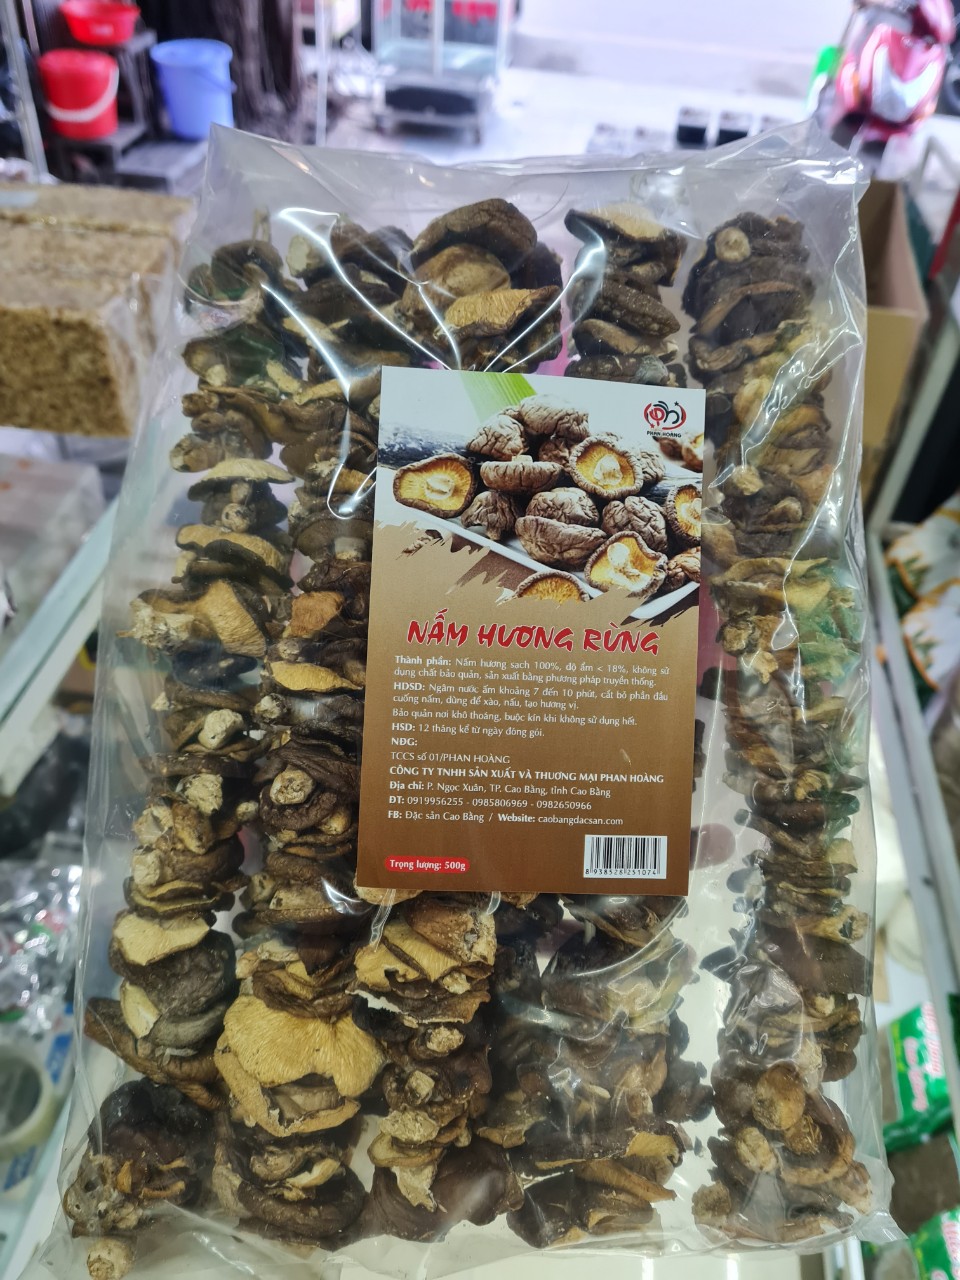 PHAN HOÀNG
NẤM HƯƠNG RỪNG
Thành phần: Nấm hương sạch 100%, độ ẩm < 18%, không sử
dụng chất bảo quản, sản xuất bằng phương pháp truyền thống.
HDSD: Ngâm nước ấm khoảng 7 đến 10 phút, cắt bỏ phần đầu
cuống nấm, dùng để xào, nấu, tạo hương vị.
Bảo quản nơi khô thoáng, buộc kín khi không sử dụng hết.
HSD: 12 tháng kể từ ngày đóng gói.
NĐG:
TCCS số 01/PHAN HOÀNG
CÔNG TY TNHH SẢN XUẤT VÀ THƯƠNG MẠI PHAN HOÀNG
Địa chỉ: P. Ngọc Xuân, TP. Cao Bằng, tỉnh Cao Bằng
ĐT: 0919956255 - 0985806969 - 0982650966
FB: Đặc sản Cao Bằng / Website: caobangdacsan.com
Trọng lượng: 500g
8 938528 251074